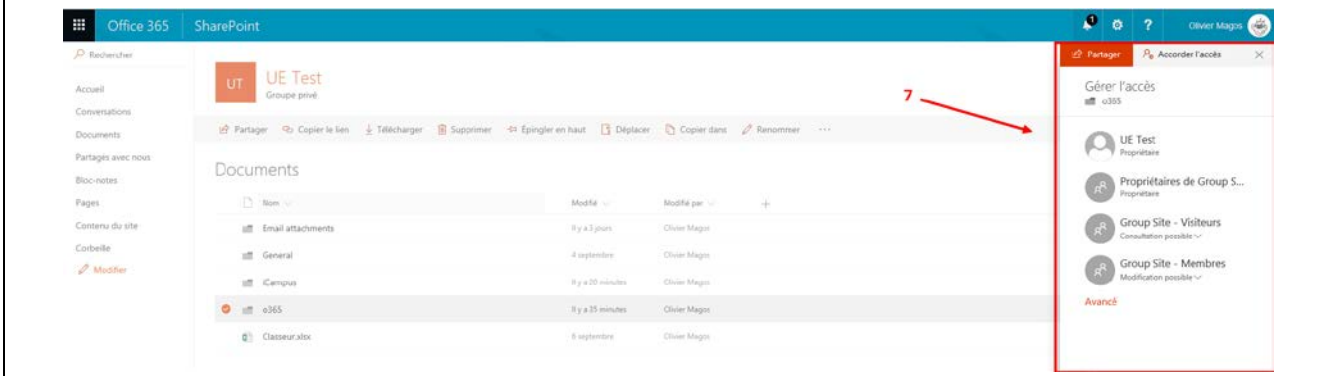 Office 365 SharePoint 1 ? Olivier Magos
Rechercher
Accueil
Conversations
Documents
Partagés avec nous
Bloc-notes
Pages
Contenu du site
Corbeille
Modifier
UT UE Test
Groupe privé
Partager Copier le lien Télécharger Supprimer Épingler en haut Déplacer Copier dans Renommer ...
Documents
Nom Modifié Modifié par +
Email attachments Il y a 3 jours Olivier Magos
General 4 septembre Olivier Magos
iCampus Il y a 20 minutes Olivier Magos
o365 Il y a 35 minutes Olivier Magos
Classeur.xlsx 6 septembre Olivier Magos
7
Partager Accorder l'accès
Gérer l'accès
o365
UE Test
Propriétaire
Propriétaires de Group S...
Propriétaire
Group Site - Visiteurs
Consultation possible
Group Site - Membres
Modification possible
Avancé